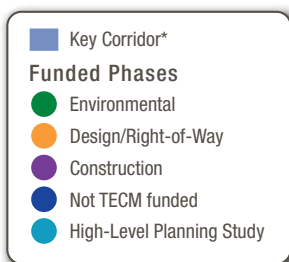 Key Corridor*
Funded Phases
Environmental
Design/Right-of-Way
Construction
Not TECM funded
High-Level Planning Study